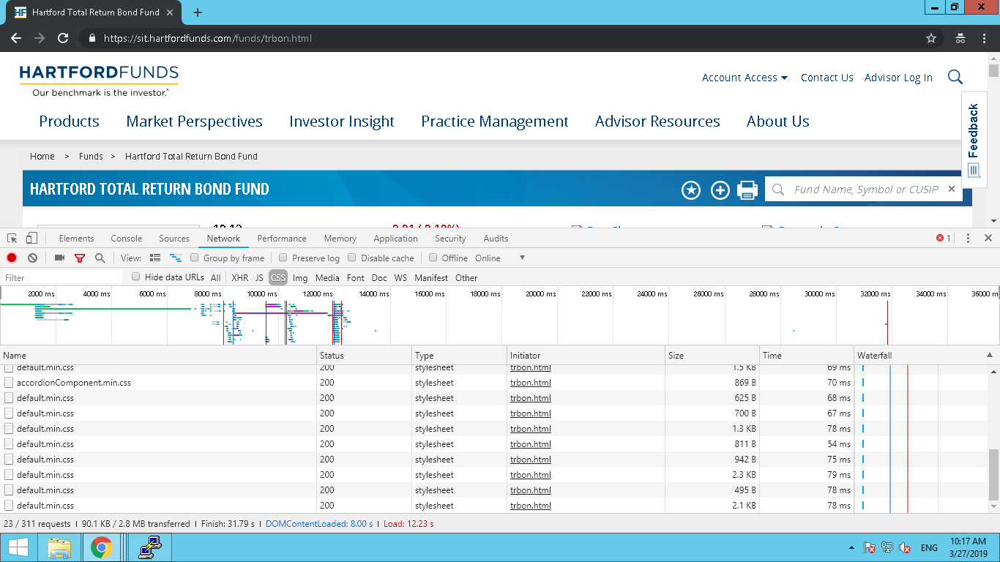 HF Hartford Total Return Bond Fund
https://sit.hartfordfunds.com/funds/trbon.html
HARTFORDFUNDS
Our benchmark is the investor.®
Account Access Contact Us Advisor Log In
Products Market Perspectives Investor Insight Practice Management Advisor Resources About Us
Feedback
Home > Funds > Hartford Total Return Bond Fund
HARTFORD TOTAL RETURN BOND FUND
Fund Name, Symbol or CUSIP
Elements Console Sources Network Performance Memory Application Security Audits 1
View: Group by frame Preserve log Disable cache Offline Online
Filter Hide data URLs All XHR JS CSS Img Media Font Doc WS Manifest Other
2000 ms 4000 ms 6000 ms 8000 ms 10000 ms 12000 ms 14000 ms 16000 ms 18000 ms 20000 ms 22000 ms 24000 ms 26000 ms 28000 ms 30000 ms 32000 ms 34000 ms 36000 m
Name Status Type Initiator Size Time Waterfall
default.min.css 200 stylesheet trbon.html 1.5 KB 69 ms
accordionComponent.min.css 200 stylesheet trbon.html 869 B 70 ms
default.min.css 200 stylesheet trbon.html 625 B 68 ms
default.min.css 200 stylesheet trbon.html 700 B 67 ms
default.min.css 200 stylesheet trbon.html 1.3 KB 78 ms
default.min.css 200 stylesheet trbon.html 811 B 54 ms
default.min.css 200 stylesheet trbon.html 942 B 75 ms
default.min.css 200 stylesheet trbon.html 2.3 KB 79 ms
default.min.css 200 stylesheet trbon.html 495 B 78 ms
default.min.css 200 stylesheet trbon.html 2.1 KB 78 ms
23 / 311 requests | 90.1 KB / 2.8 MB transferred | Finish: 31.79 s | DOMContentLoaded: 8.00 s | Load: 12.23 s
ENG
10:17 AM
3/27/2019